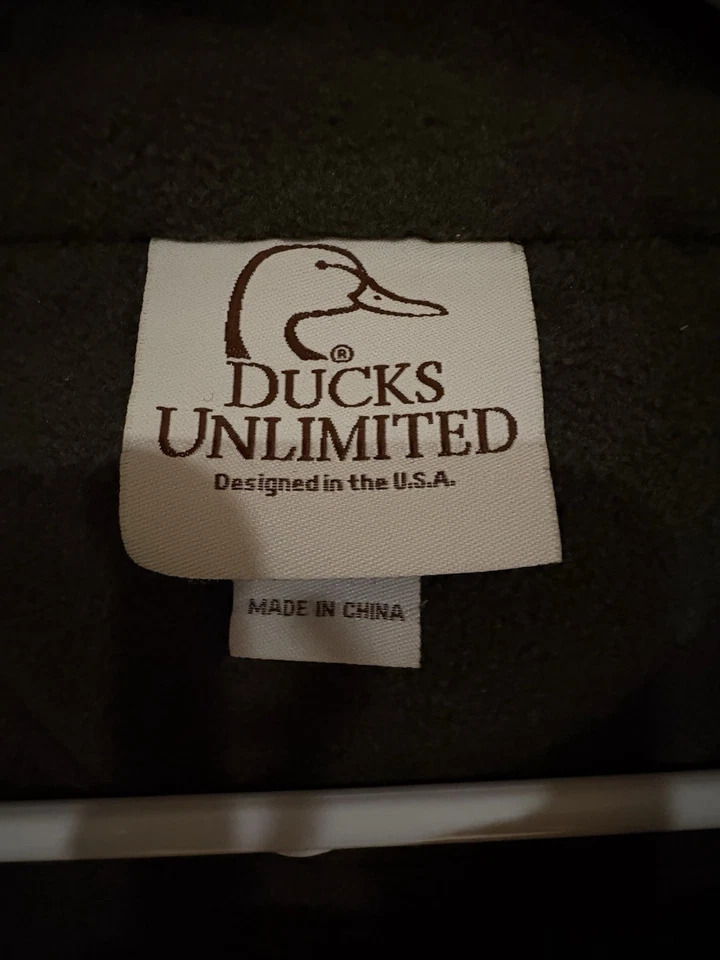 ®
DUCKS
UNLIMITED
Designed in the U.S.A.
MADE IN CHINA